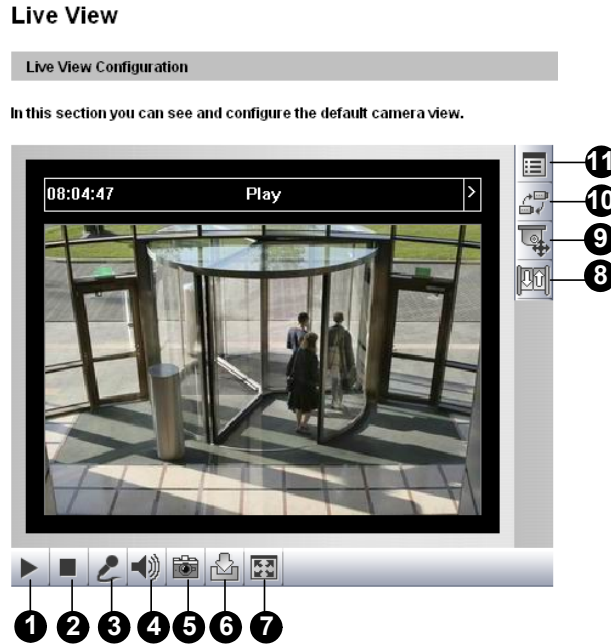 Live View
Live View Configuration
In this section you can see and configure the default camera view.
08:04:47 Play >
11
10
9
8
1 2 3 4 5 6 7